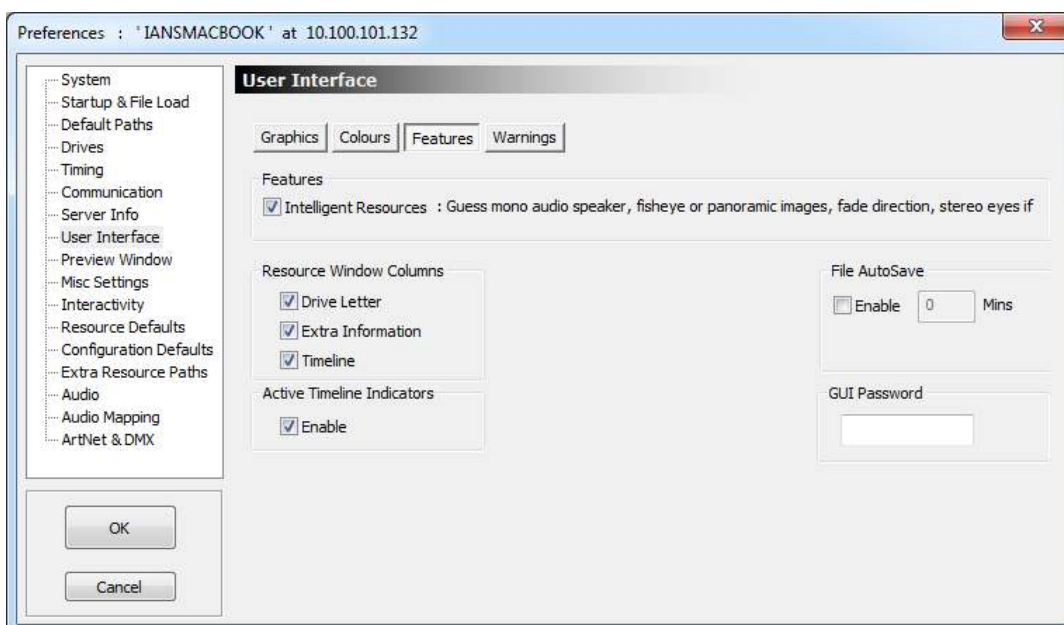 Preferences : 'IANSMACBOOK' at 10.100.101.132
X
System
Startup & File Load
Default Paths
Drives
Timing
Communication
Server Info
User Interface
Preview Window
Misc Settings
Interactivity
Resource Defaults
Configuration Defaults
Extra Resource Paths
Audio
Audio Mapping
ArtNet & DMX
OK
Cancel
User Interface
Graphics Colours Features Warnings
Features
Intelligent Resources : Guess mono audio speaker, fisheye or panoramic images, fade direction, stereo eyes if
Resource Window Columns
Drive Letter
Extra Information
Timeline
File AutoSave
Enable 0 Mins
Active Timeline Indicators
Enable
GUI Password